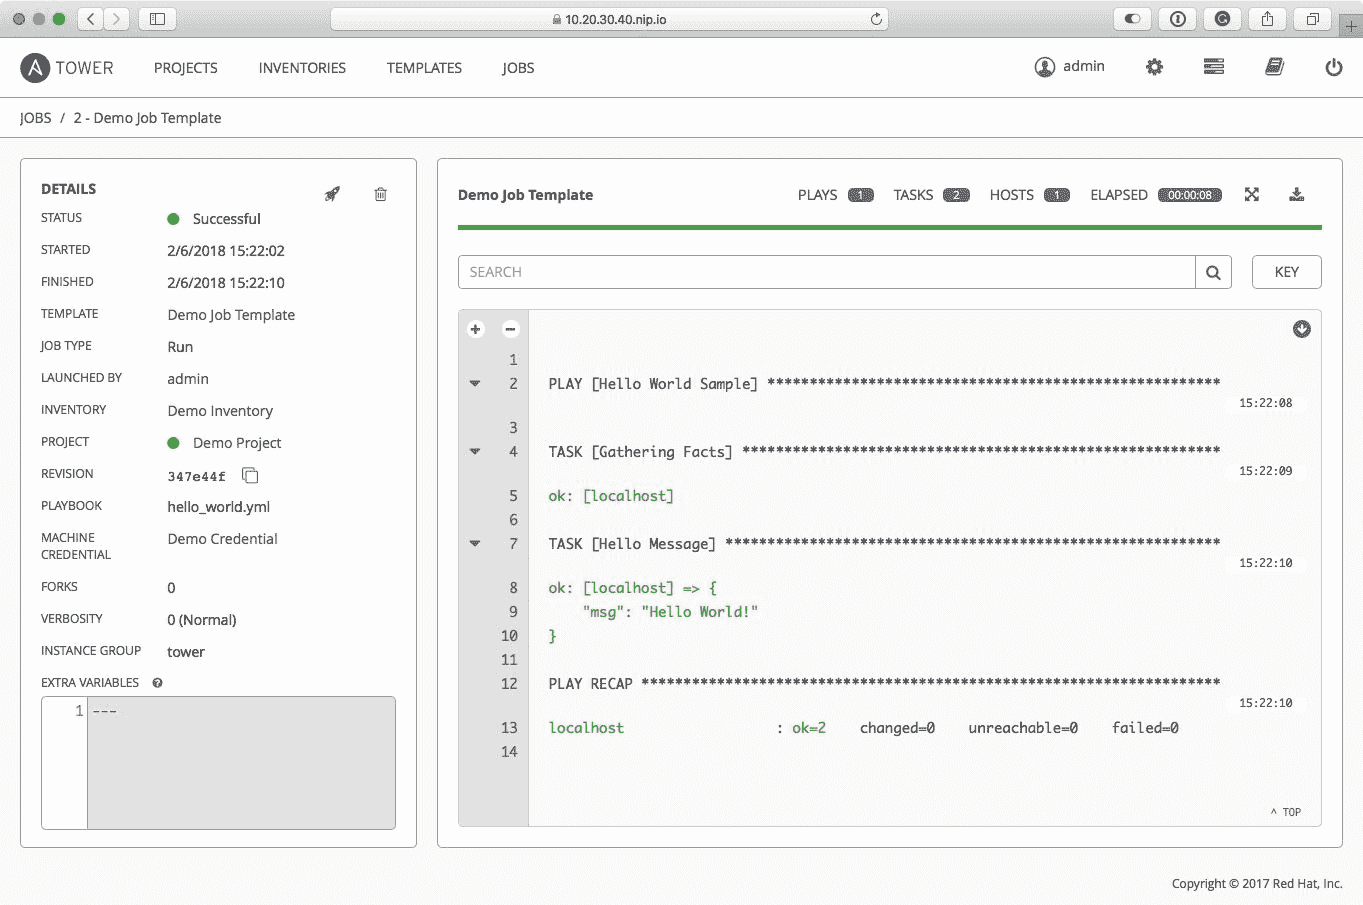 10.20.30.40.nip.io
A TOWER PROJECTS INVENTORIES TEMPLATES JOBS admin
JOBS / 2 - Demo Job Template
DETAILS
STATUS Successful
STARTED 2/6/2018 15:22:02
FINISHED 2/6/2018 15:22:10
TEMPLATE Demo Job Template
JOB TYPE Run
LAUNCHED BY admin
INVENTORY Demo Inventory
PROJECT Demo Project
REVISION 347e44f
PLAYBOOK hello_world.yml
MACHINE CREDENTIAL Demo Credential
FORKS 0
VERBOSITY 0 (Normal)
INSTANCE GROUP tower
EXTRA VARIABLES ?
1 ---
Demo Job Template PLAYS 1 TASKS 2 HOSTS 1 ELAPSED 00:00:08
SEARCH KEY
+ −
1
2 PLAY [Hello World Sample] ******************************************************
15:22:08
3
4 TASK [Gathering Facts] *********************************************************
15:22:09
5 ok: [localhost]
6
7 TASK [Hello Message] ***********************************************************
15:22:10
8 ok: [localhost] => {
9 "msg": "Hello World!"
10 }
11
12 PLAY RECAP *********************************************************************
15:22:10
13 localhost : ok=2 changed=0 unreachable=0 failed=0
14
^ TOP
Copyright © 2017 Red Hat, Inc.